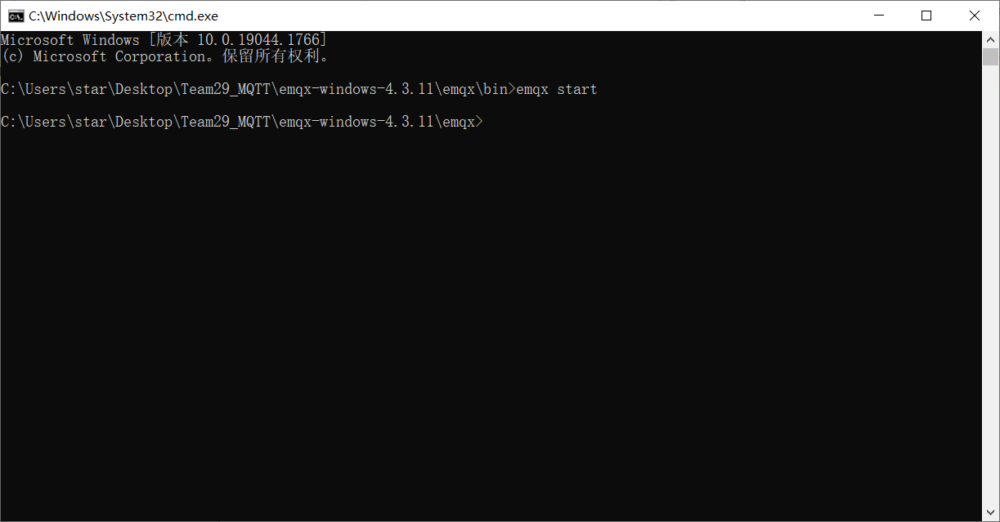 C:\Windows\System32\cmd.exe
Microsoft Windows [版本 10.0.19044.1766]
(c) Microsoft Corporation。保留所有权利。
C:\Users\star\Desktop\Team29_MQTT\emqx-windows-4.3.11\emqx\bin>emqx start
C:\Users\star\Desktop\Team29_MQTT\emqx-windows-4.3.11\emqx>